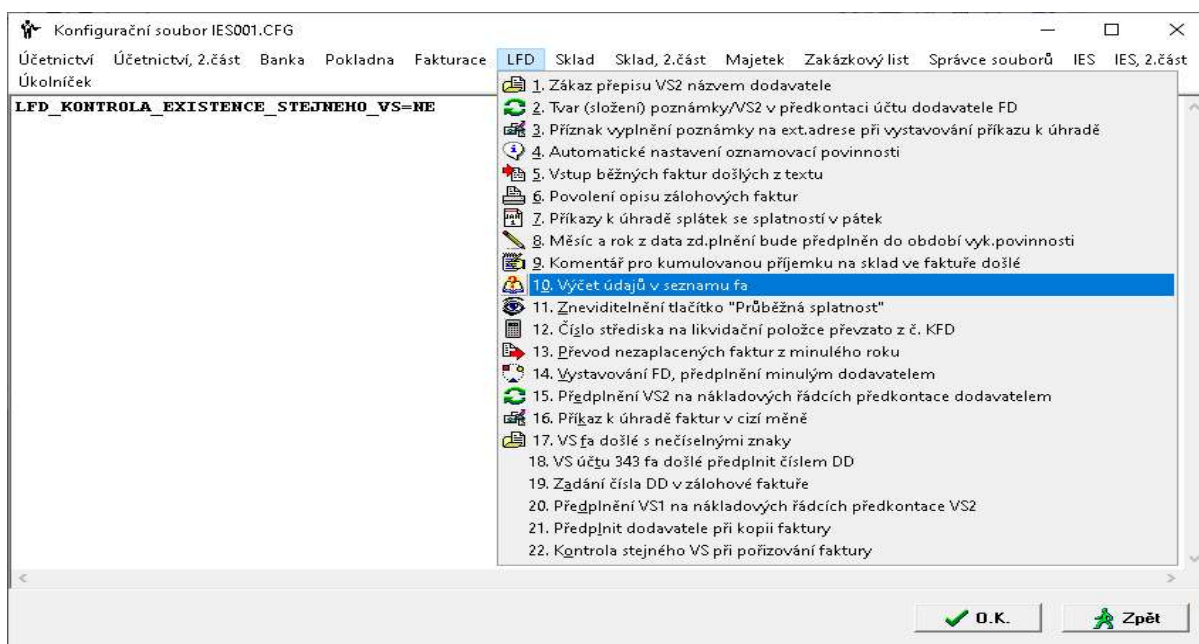 Konfigurační soubor IES001.CFG
Účetnictví Účetnictví, 2.část Banka Pokladna Fakturace LFD Sklad Sklad, 2.část Majetek Zakázkový list Správce souborů IES IES, 2.část
Úkolníček
LFD_KONTROLA_EXISTENCE_STEJNEHO_VS=NE
1. Zákaz přepisu VS2 názvem dodavatele
2. Tvar (složení) poznámky/VS2 v předkontaci účtu dodavatele FD
3. Příznak vyplnění poznámky na ext.adrese při vystavování příkazu k úhradě
4. Automatické nastavení oznamovací povinnosti
5. Vstup běžných faktur došlých z textu
6. Povolení opisu zálohových faktur
7. Příkazy k úhradě splátek se splatností v pátek
8. Měsíc a rok z data zd.plnění bude předplněn do období vyk.povinnosti
9. Komentář pro kumulovanou příjemku na sklad ve faktuře došlé
10. Výčet údajů v seznamu fa
11. Zneviditelnění tlačítko "Průběžná splatnost"
12. Číslo střediska na likvidační položce převzato z č. KFD
13. Převod nezaplacených faktur z minulého roku
14. Vystavování FD, předplnění minulým dodavatelem
15. Předplnění VS2 na nákladových řádcích předkontace dodavatelem
16. Příkaz k úhradě faktur v cizí měně
17. VS fa došlé s nečíselnými znaky
18. VS účtu 343 fa došlé předplnit číslem DD
19. Zadání čísla DD v zálohové faktuře
20. Předplnění VS1 na nákladových řádcích předkontace VS2
21. Předplnit dodavatele při kopii faktury
22. Kontrola stejného VS při pořizování faktury
O.K. Zpět